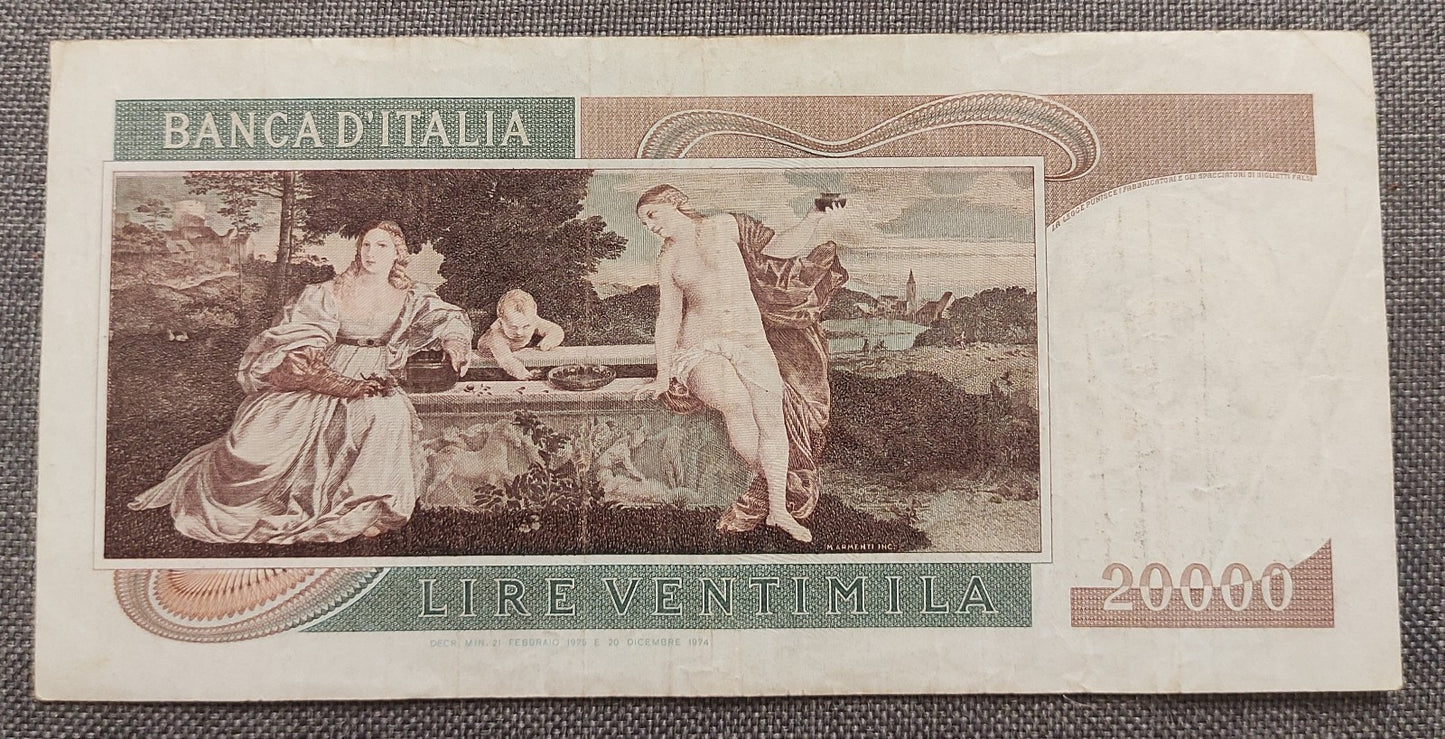 BANCA D'ITALIA
LA LEGGE PUNISCE I FABBRICATORI E GLI SPACCIATORI DI BIGLIETTI FALSI
M. ARMENTI INC.
LIRE VENTIMILA
20000
DECR. MIN. 21 FEBBRAIO 1975 E 20 DICEMBRE 1974